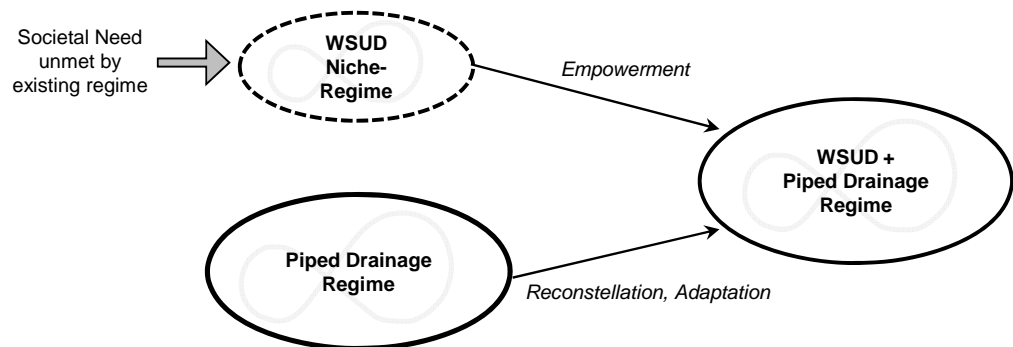 Societal Need
unmet by
existing regime
WSUD
Niche-
Regime
Empowerment
WSUD +
Piped Drainage
Regime
Piped Drainage
Regime
Reconstellation, Adaptation